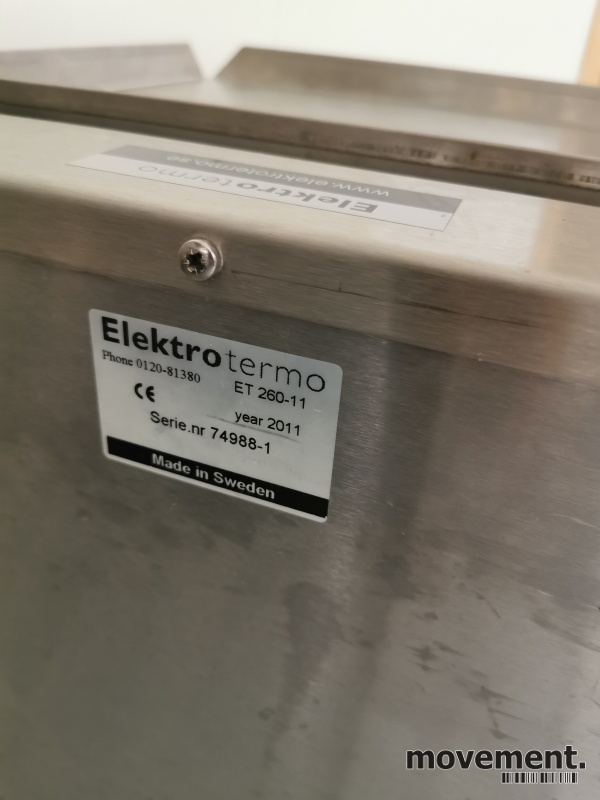 Elektrotermo
www.elektrotermo.se
Elektrotermo
Phone 0120-81380
ET 260-11
CE
year 2011
Serie.nr 74988-1
Made in Sweden
movement.